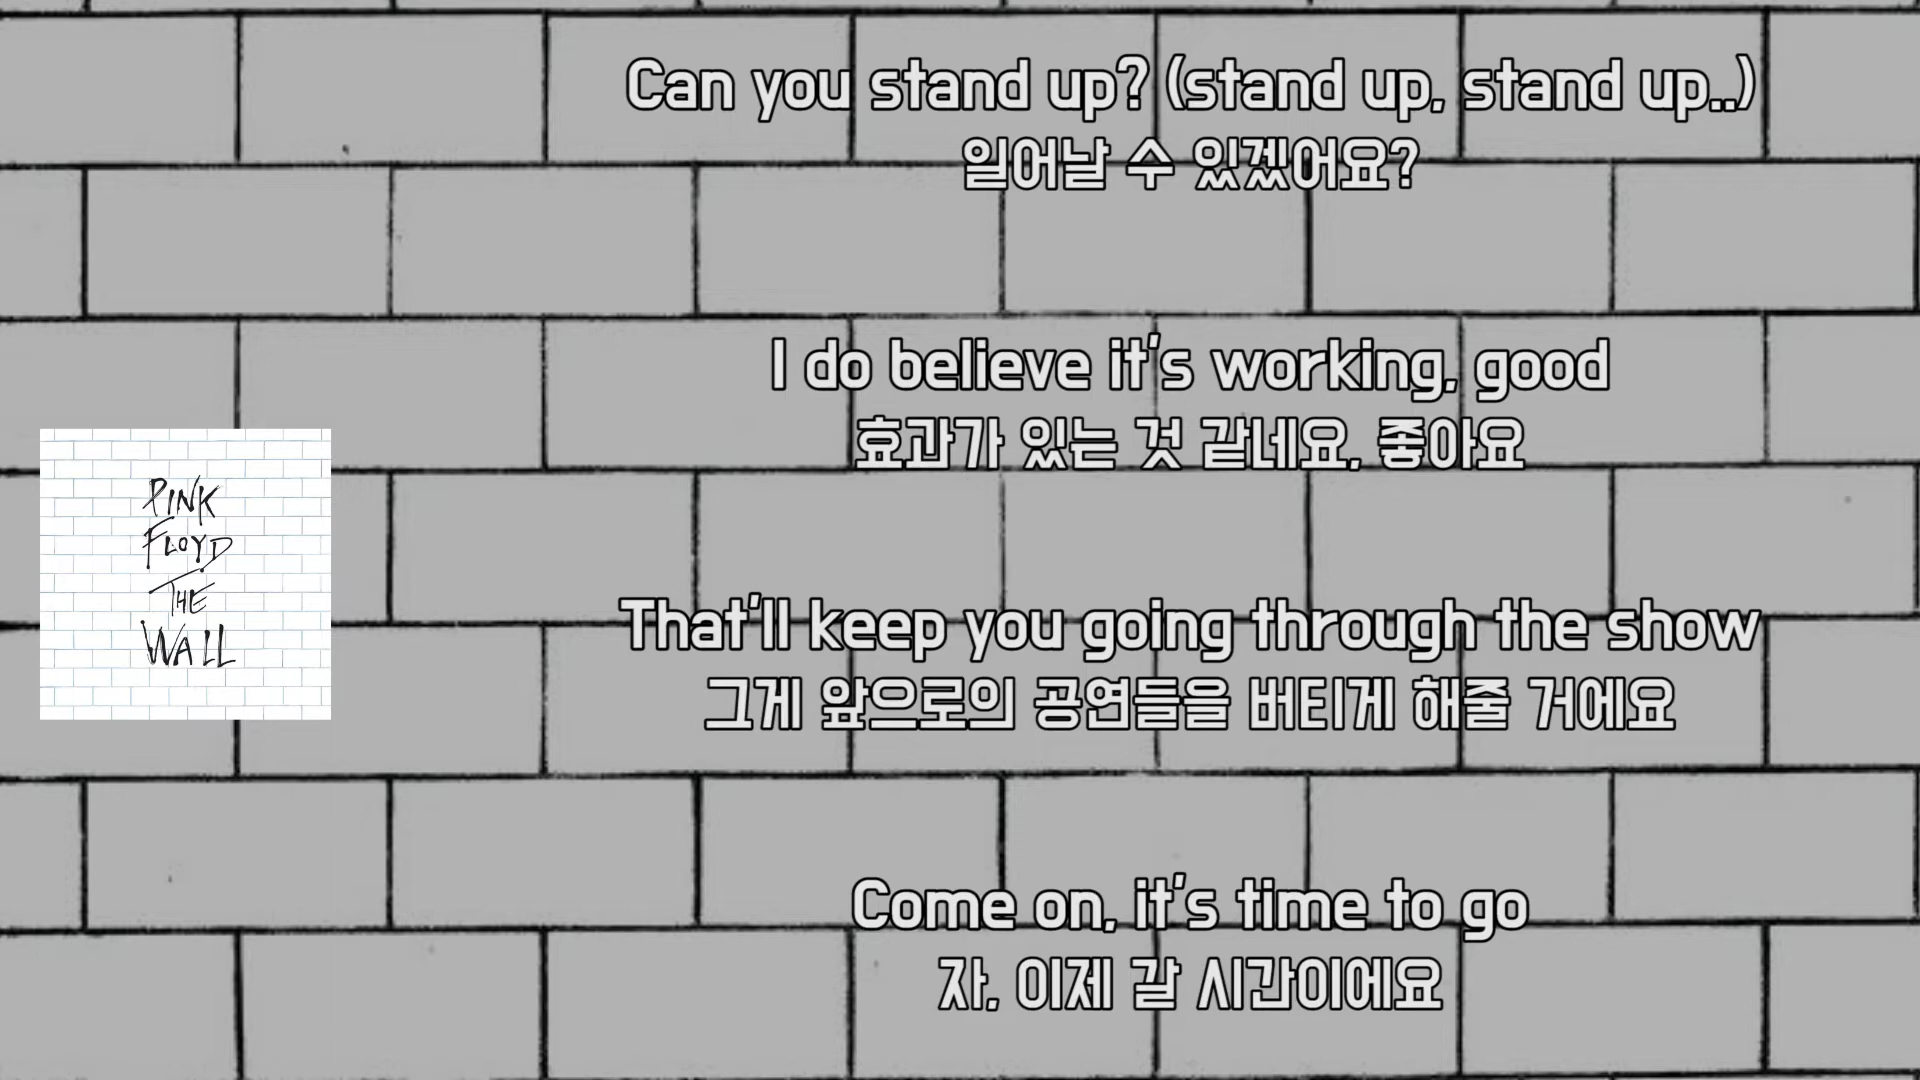 Can you stand up? (stand up, stand up..)
일어날 수 있겠어요?
I do believe it's working, good
효과가 있는 것 같네요, 좋아요
PINK
FLOYD
THE
WALL
That'll keep you going through the show
그게 앞으로의 공연들을 버티게 해줄 거에요
Come on, it's time to go
자, 이제 갈 시간이에요